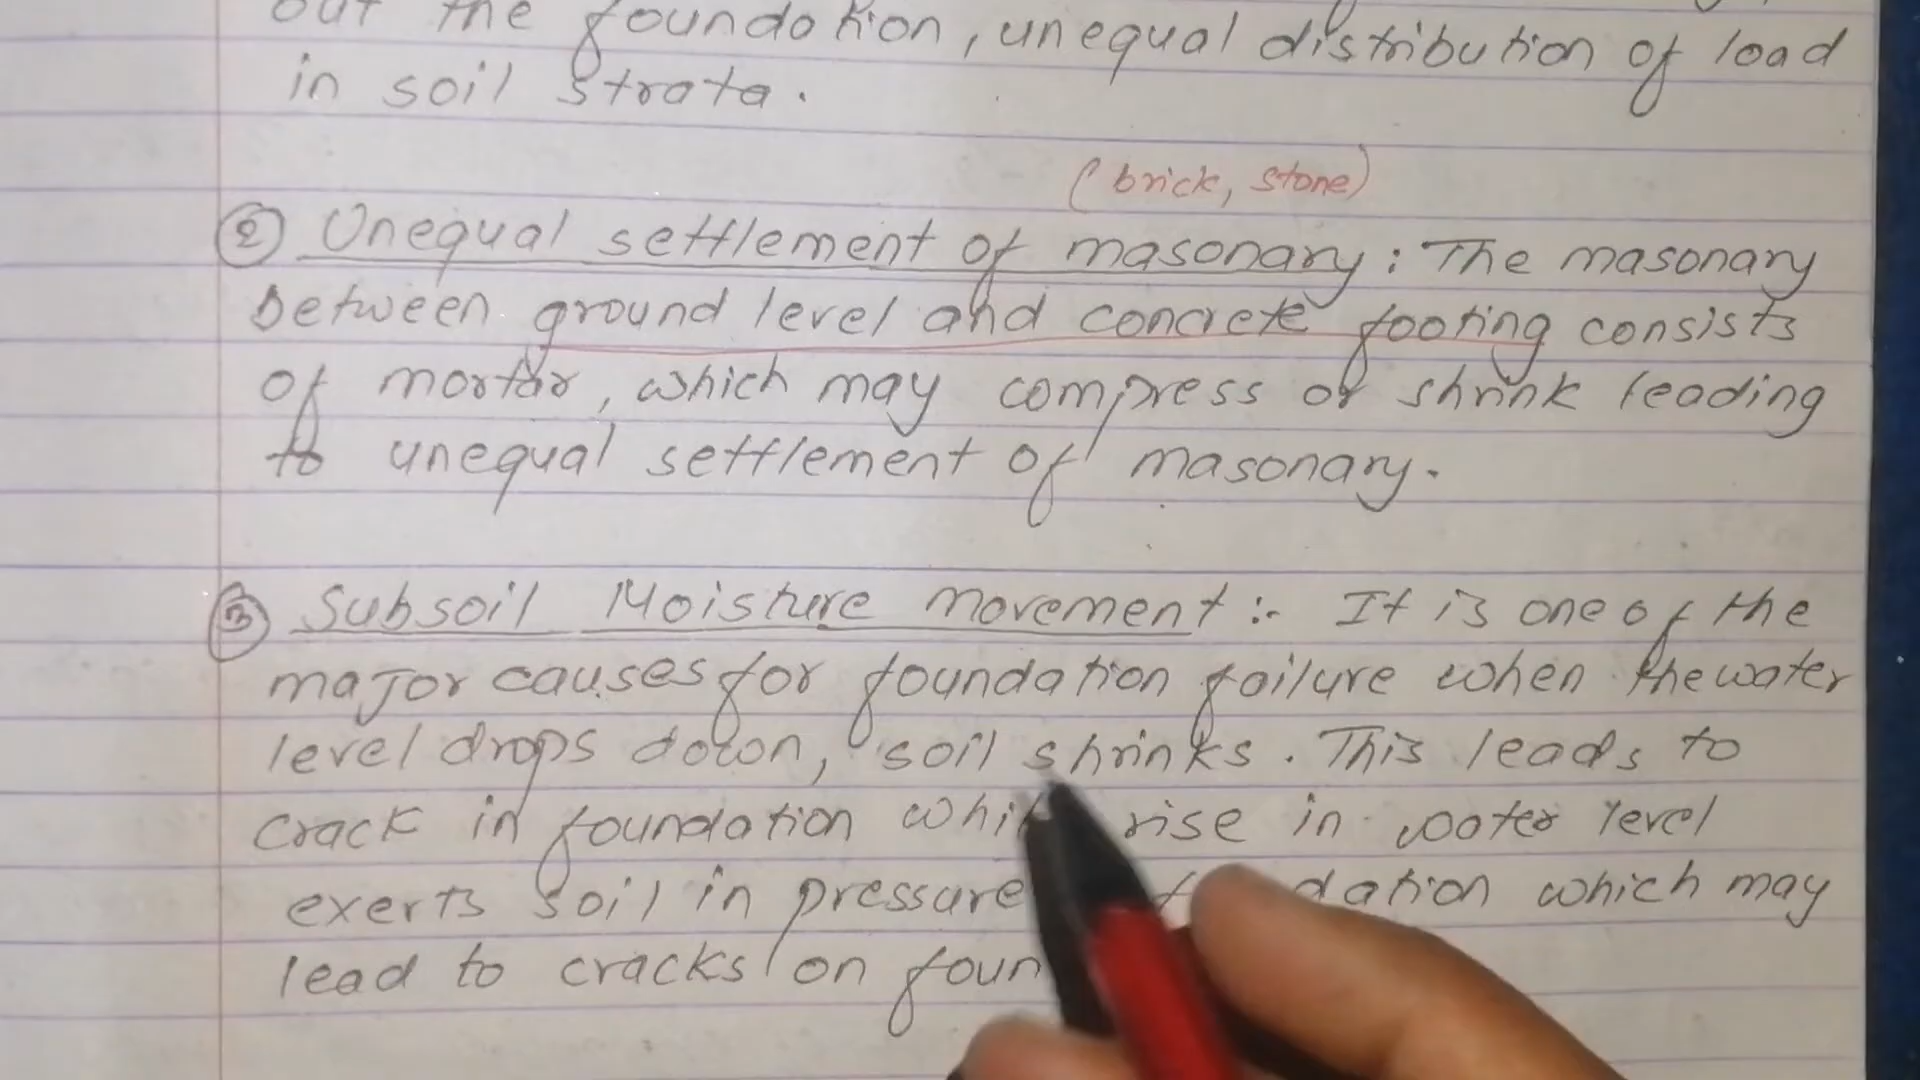 out the foundation, unequal distribution of load
in soil strata.
(brick, stone)
② Unequal settlement of masonary : The masonary
between ground level and concrete footing consists
of mortar, which may compress or shrink leading
to unequal settlement of masonary.
③ Subsoil Moisture movement :- It is one of the
major causes for foundation failure when the water
level drops down, soil shrinks. This leads to
crack in foundation whil rise in water level
exerts soil in pressure dation which may
lead to cracks on foun